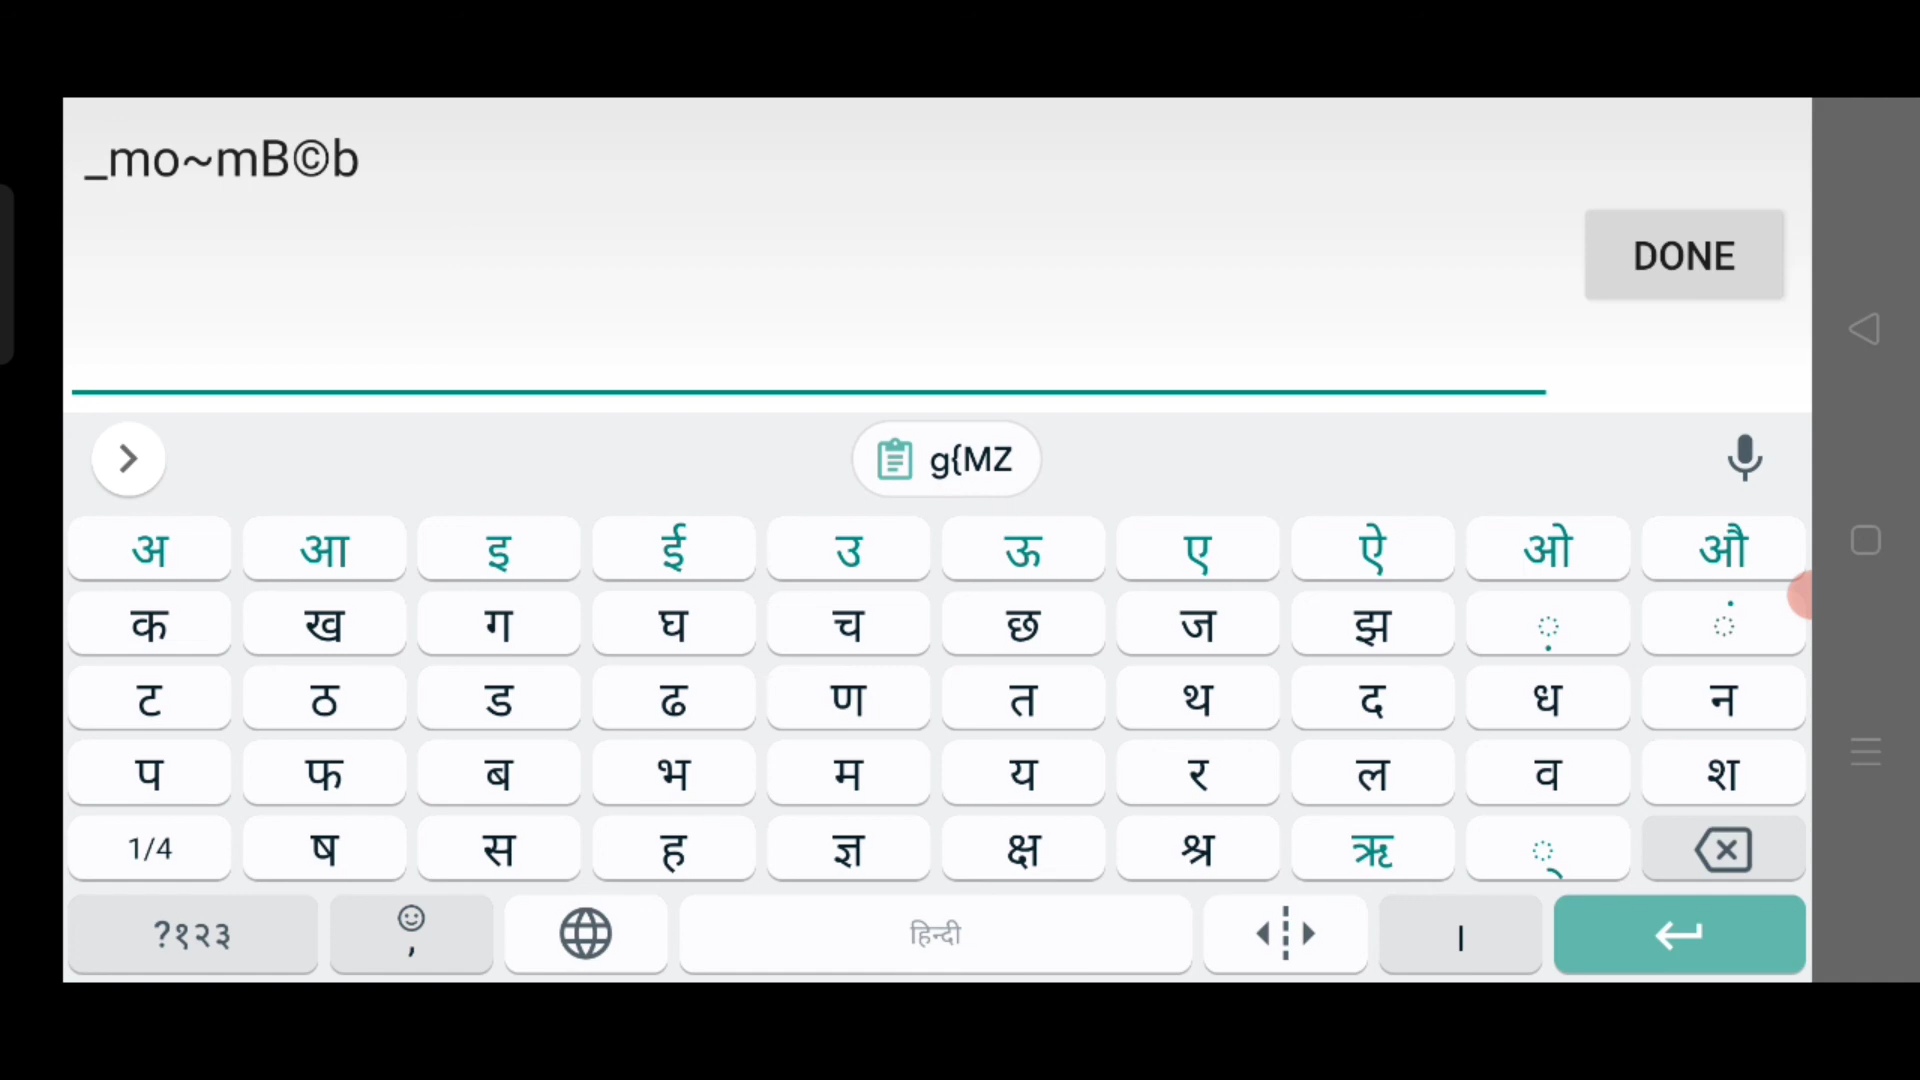 _mo~mB©b
DONE
g{MZ
अ आ इ ई उ ऊ ए ऐ ओ औ
क ख ग घ च छ ज झ ़ ं
ट ठ ड ढ ण त थ द ध न
प फ ब भ म य र ल व श
1/4 ष स ह ज्ञ क्ष श्र ऋ ्
?१२३ , हिन्दी ।